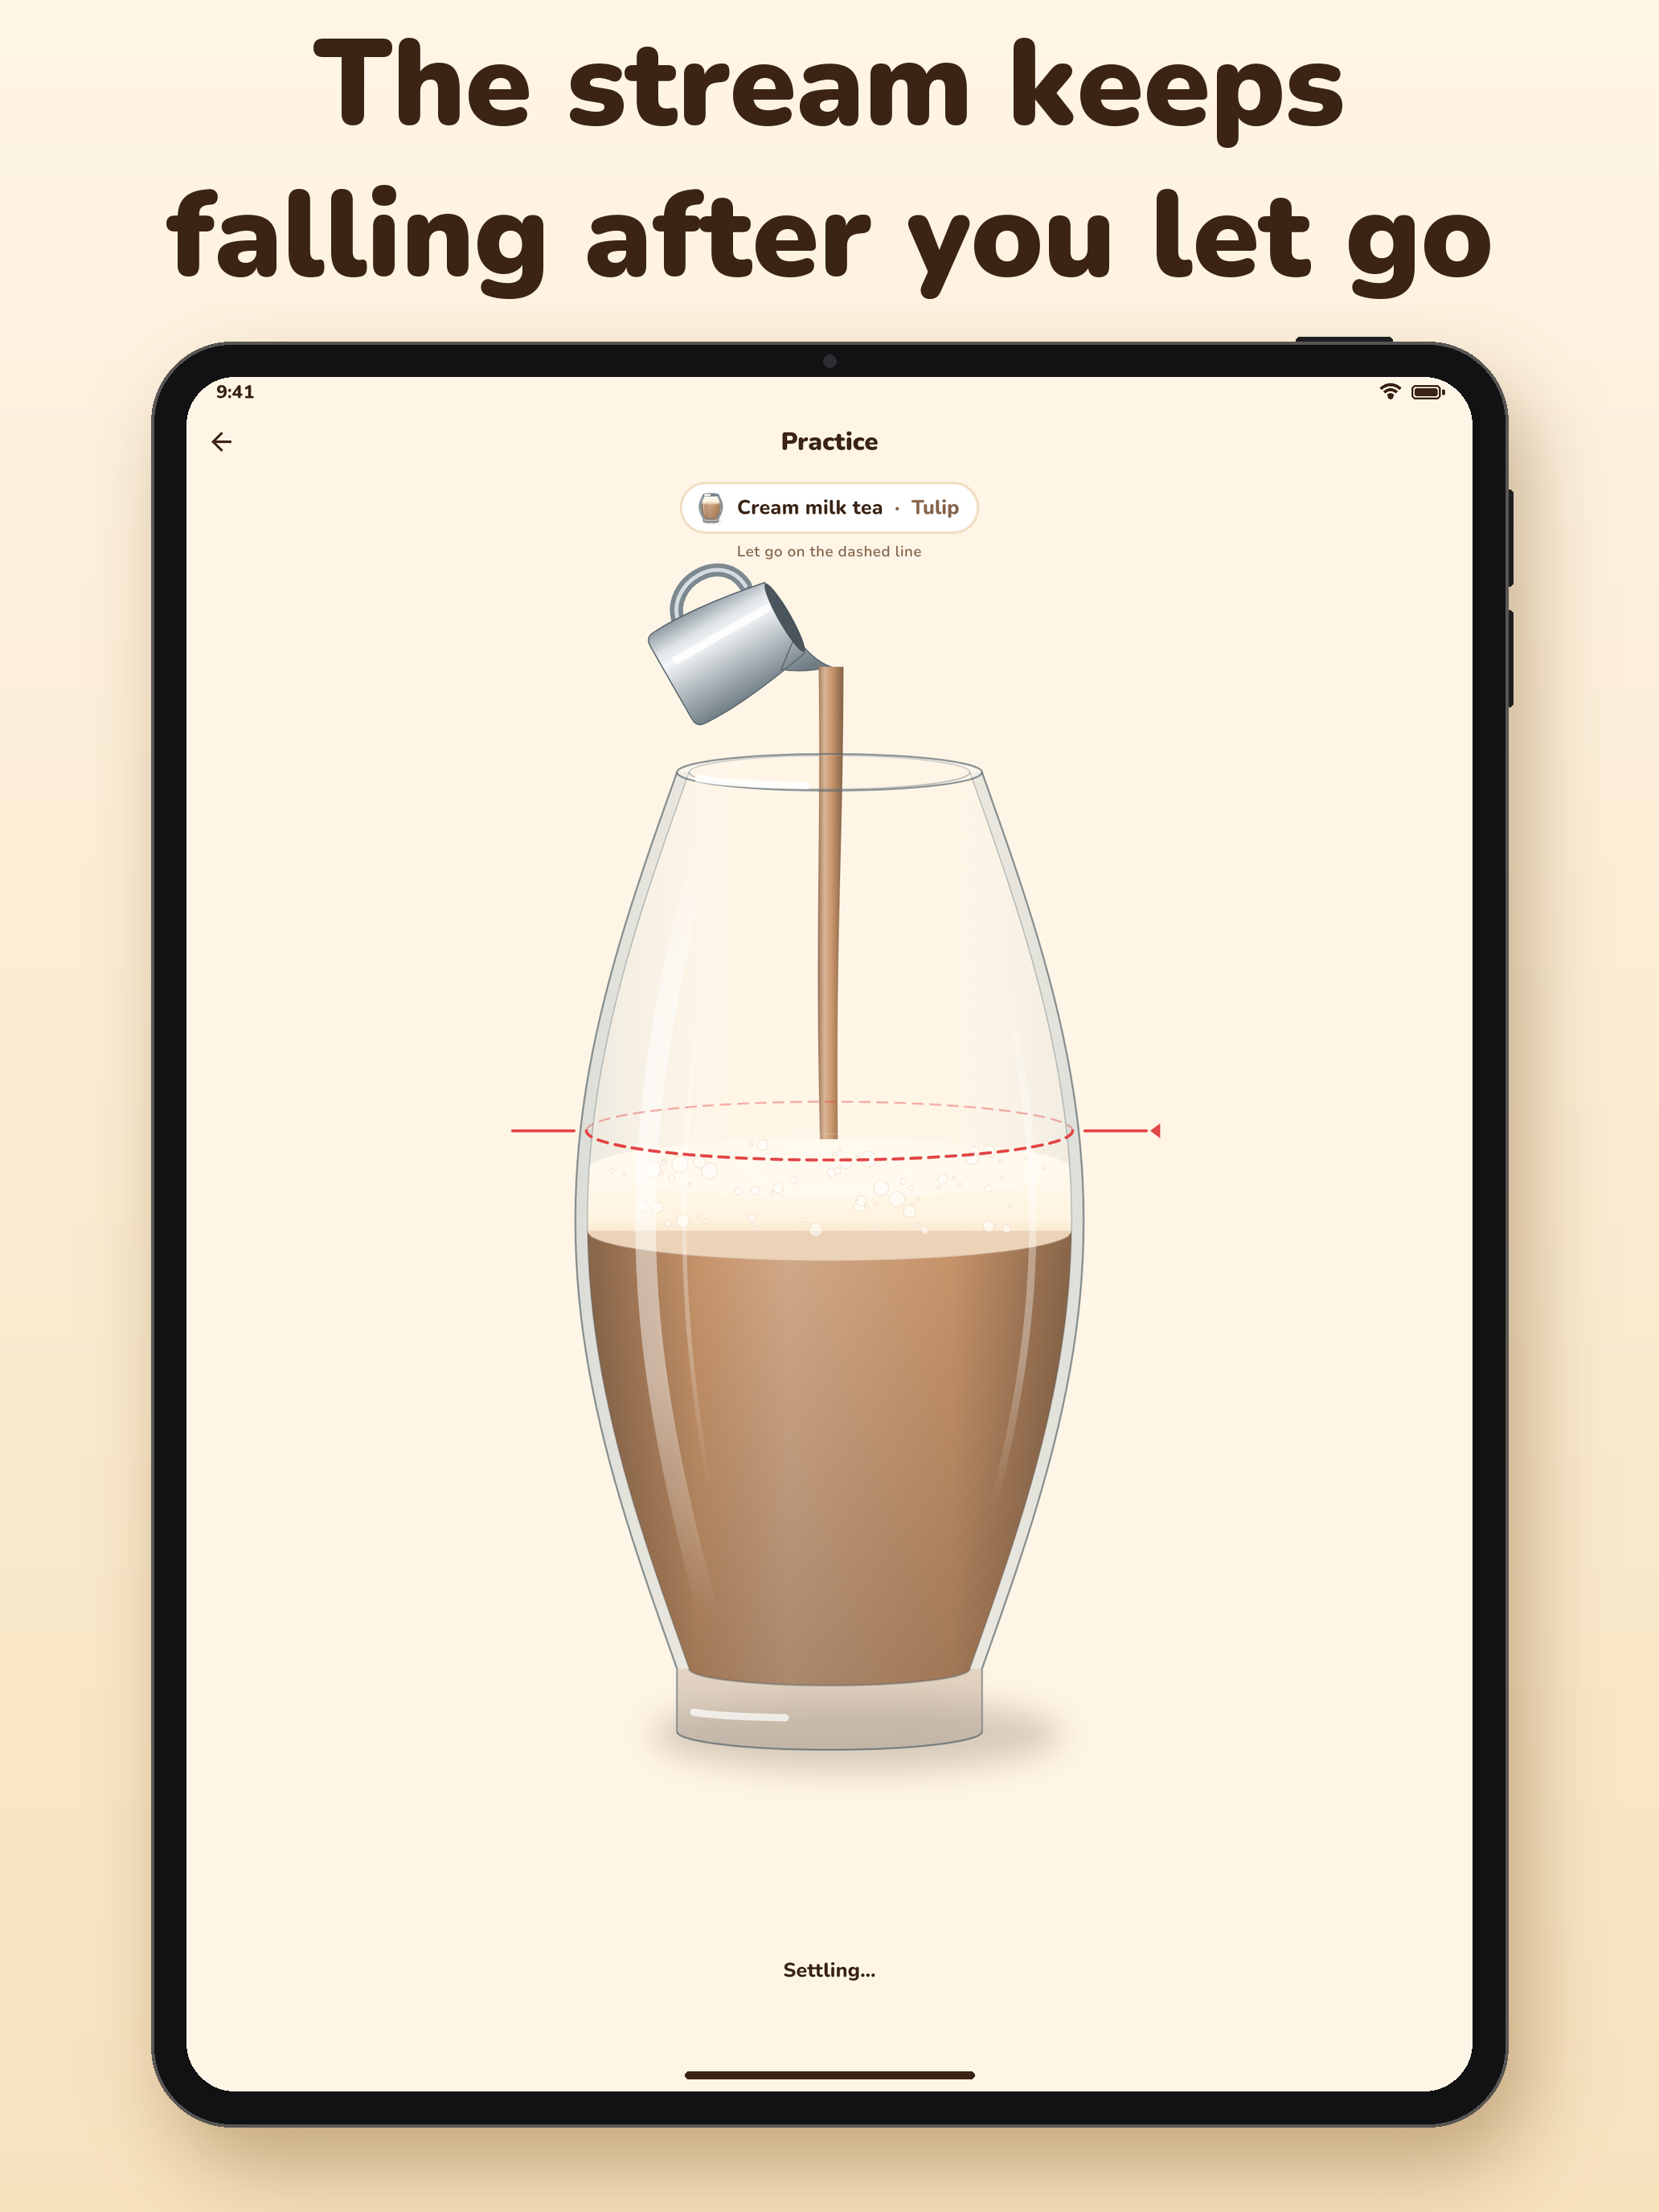 The stream keeps
falling after you let go
9:41
Practice
Cream milk tea · Tulip
Let go on the dashed line
Settling...